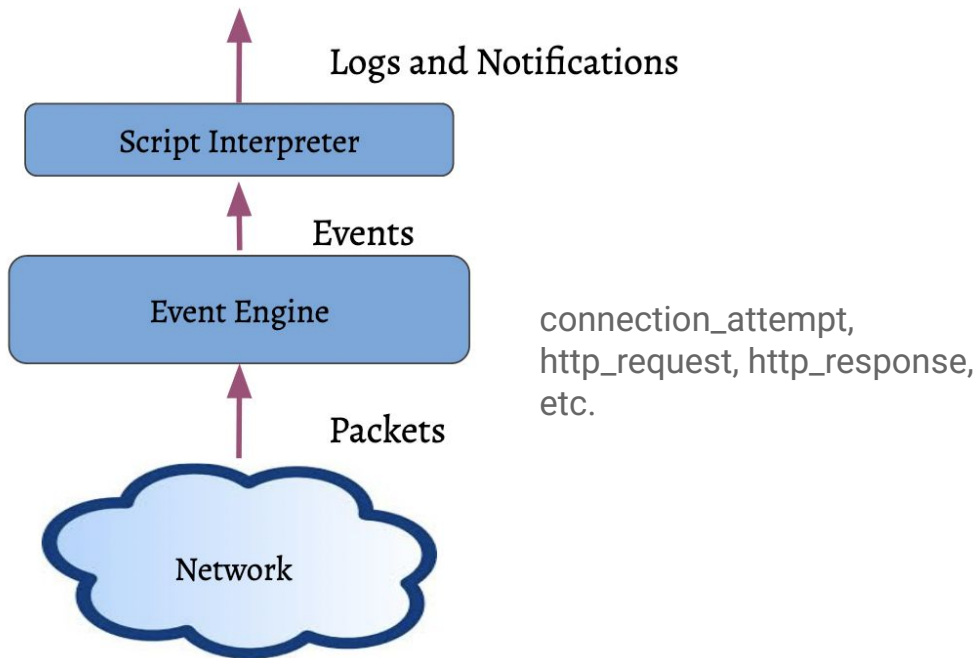 Logs and Notifications
Script Interpreter
Events
Event Engine
connection_attempt,
http_request, http_response,
etc.
Packets
Network